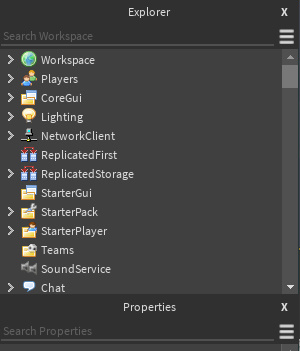 Explorer X
Search Workspace
Workspace
Players
CoreGui
Lighting
NetworkClient
ReplicatedFirst
ReplicatedStorage
StarterGui
StarterPack
StarterPlayer
Teams
SoundService
Chat
Properties X
Search Properties